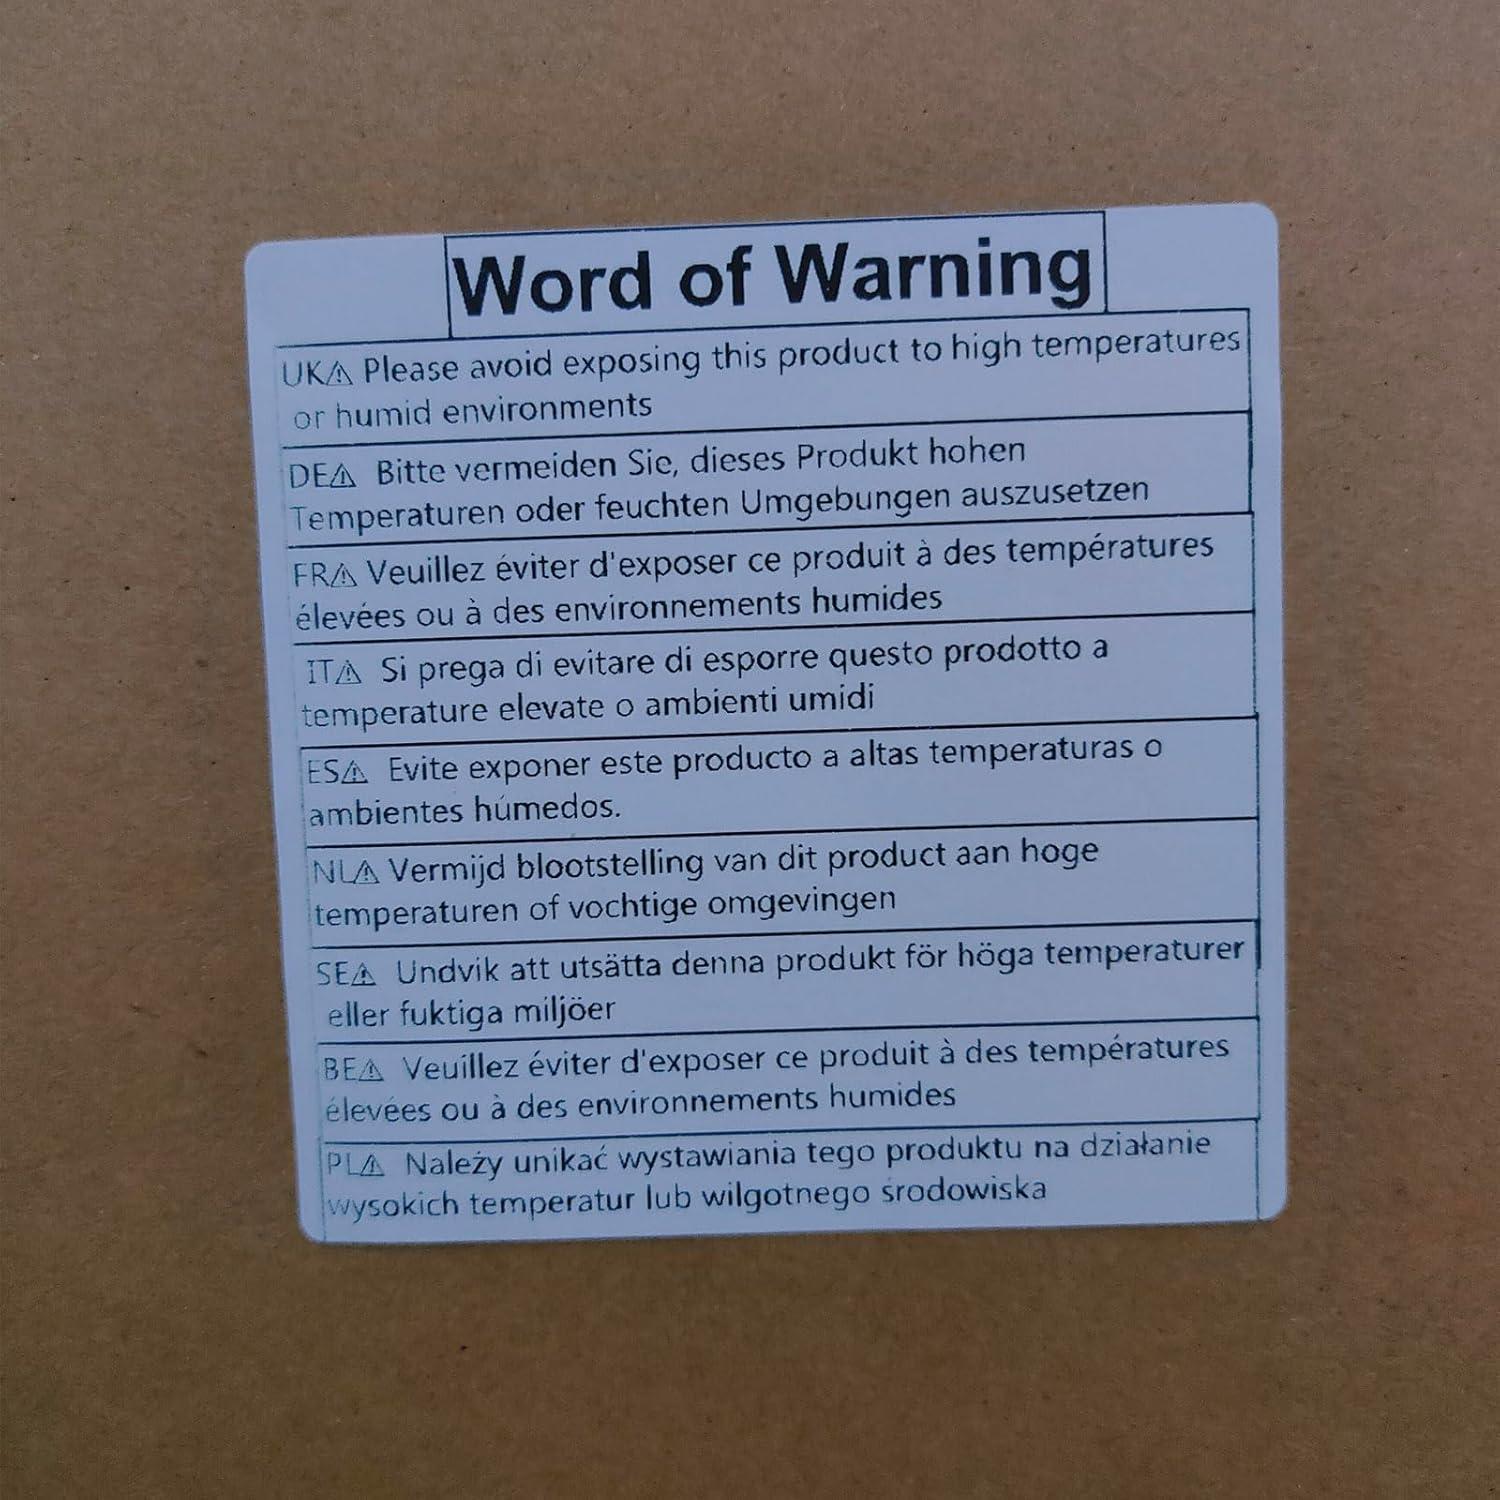 Word of Warning
UK⚠ Please avoid exposing this product to high temperatures
or humid environments
DE⚠ Bitte vermeiden Sie, dieses Produkt hohen
Temperaturen oder feuchten Umgebungen auszusetzen
FR⚠ Veuillez éviter d'exposer ce produit à des températures
élevées ou à des environnements humides
IT⚠ Si prega di evitare di esporre questo prodotto a
temperature elevate o ambienti umidi
ES⚠ Evite exponer este producto a altas temperaturas o
ambientes húmedos.
NL⚠ Vermijd blootstelling van dit product aan hoge
temperaturen of vochtige omgevingen
SE⚠ Undvik att utsätta denna produkt för höga temperaturer
eller fuktiga miljöer
BE⚠ Veuillez éviter d'exposer ce produit à des températures
élevées ou à des environnements humides
PL⚠ Należy unikać wystawiania tego produktu na działanie
wysokich temperatur lub wilgotnego środowiska